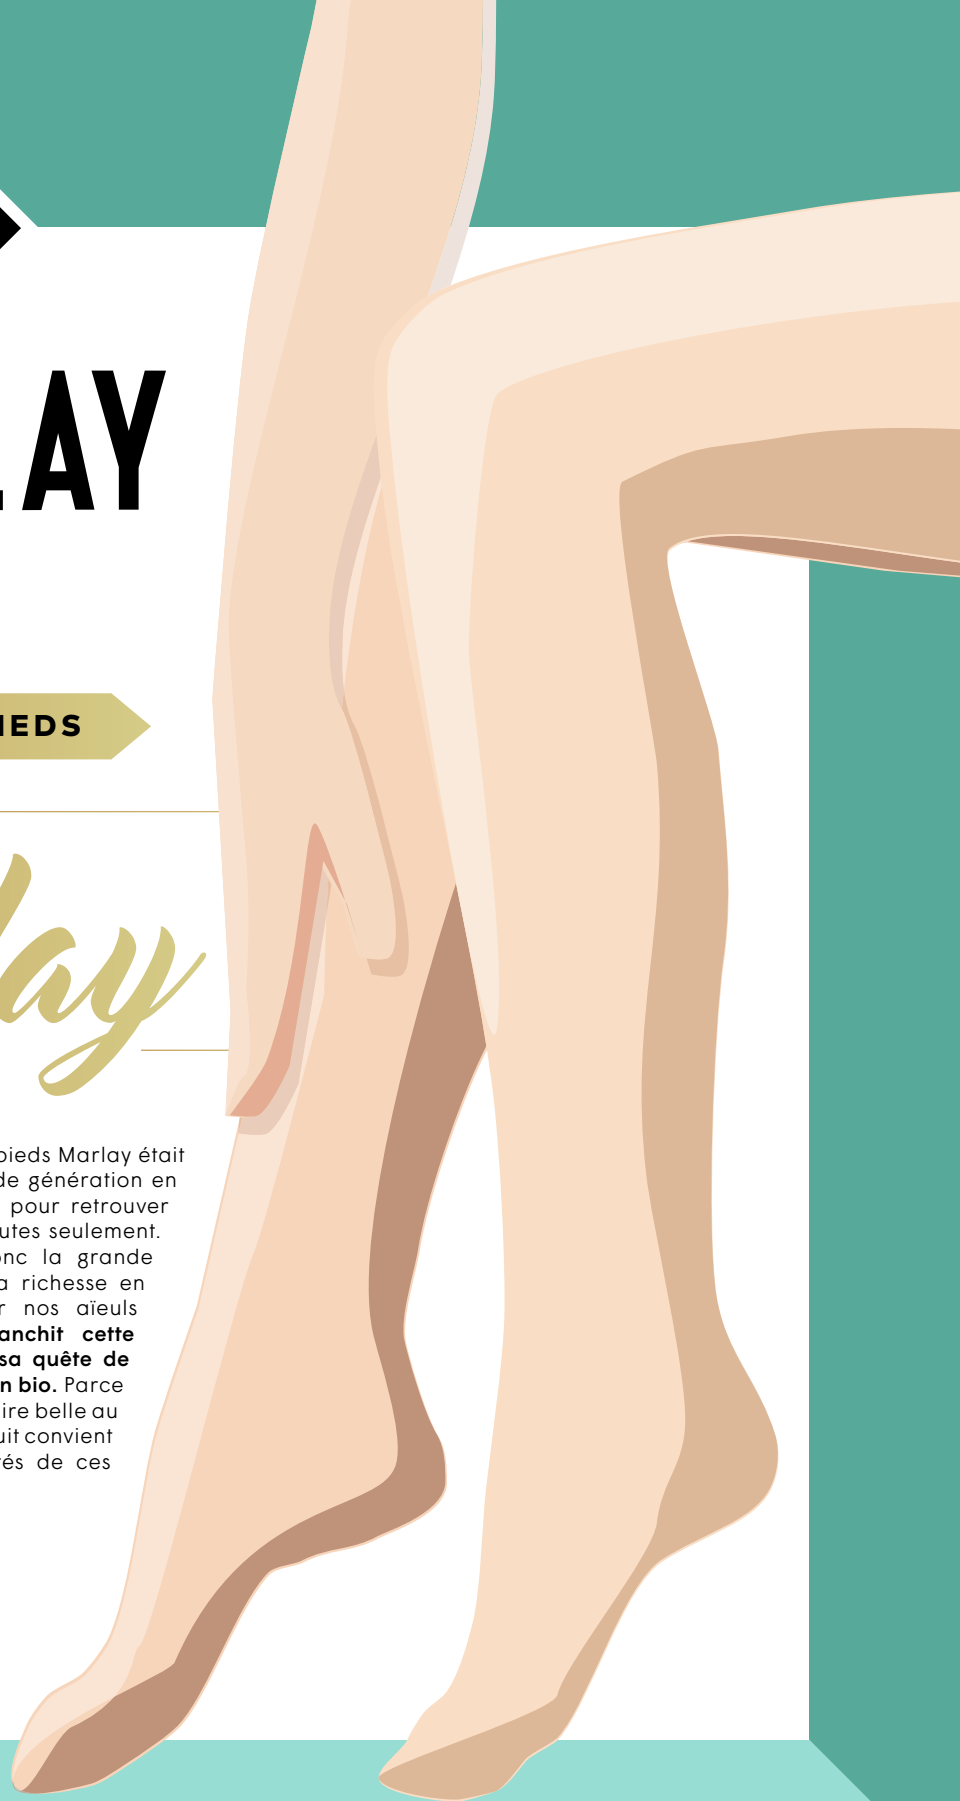 LAY
IEDS
lay
pieds Marlay était
de génération en
pour retrouver
utes seulement.
onc la grande
a richesse en
r nos aïeuls
anchit cette
sa quête de
n bio. Parce
ire belle au
uit convient
tés de ces